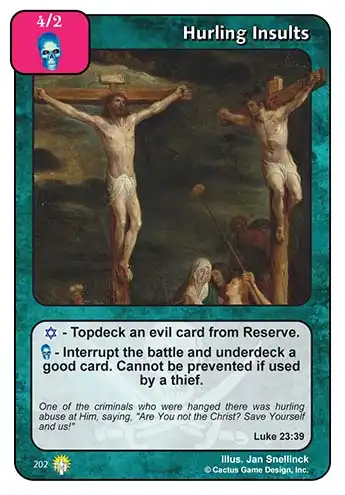 4/2
Hurling Insults
- Topdeck an evil card from Reserve.
- Interrupt the battle and underdeck a
good card. Cannot be prevented if used
by a thief.
One of the criminals who were hanged there was hurling
abuse at Him, saying, "Are You not the Christ? Save Yourself
and us!"
Luke 23:39
202
Illus. Jan Snellinck
© Cactus Game Design, Inc.